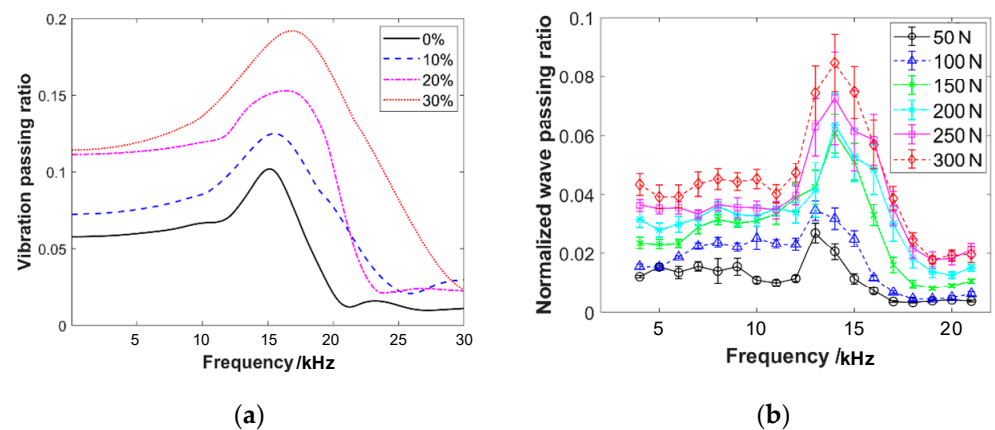 0.2
0.15
0.1
0.05
0
5
10
15
20
25
30
Vibration passing ratio
Frequency /kHz
0%
10%
20%
30%
(a)
0.1
0.08
0.06
0.04
0.02
0
5
10
15
20
Normalized wave passing ratio
Frequency /kHz
50 N
100 N
150 N
200 N
250 N
300 N
(b)